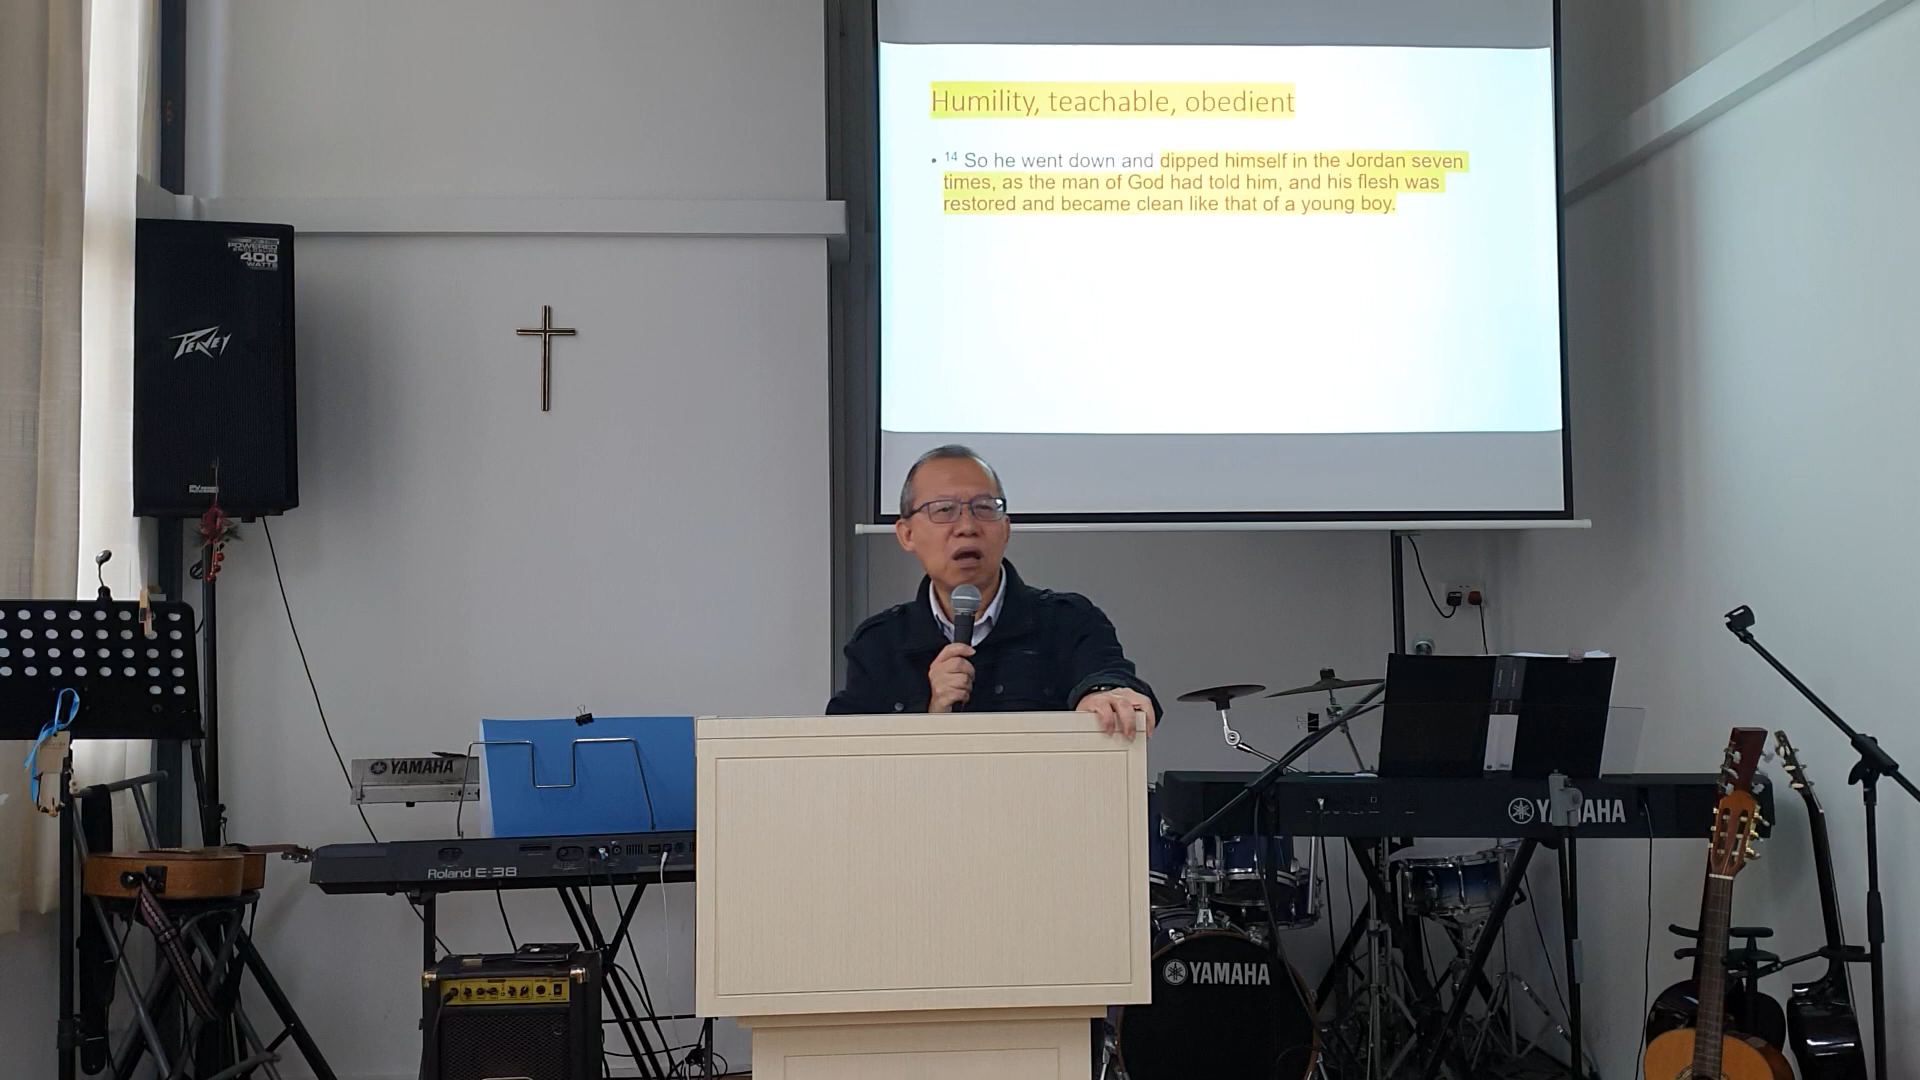 Humility, teachable, obedient
• 14 So he went down and dipped himself in the Jordan seven
times, as the man of God had told him, and his flesh was
restored and became clean like that of a young boy.
POWERED
400
WATTS
PEAVEY
YAMAHA
Roland E-38
YAMAHA
YAMAHA